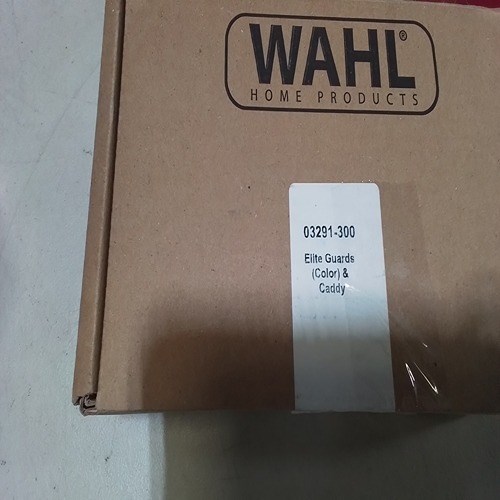 WAHL®
HOME PRODUCTS
03291-300
Elite Guards
(Color) &
Caddy